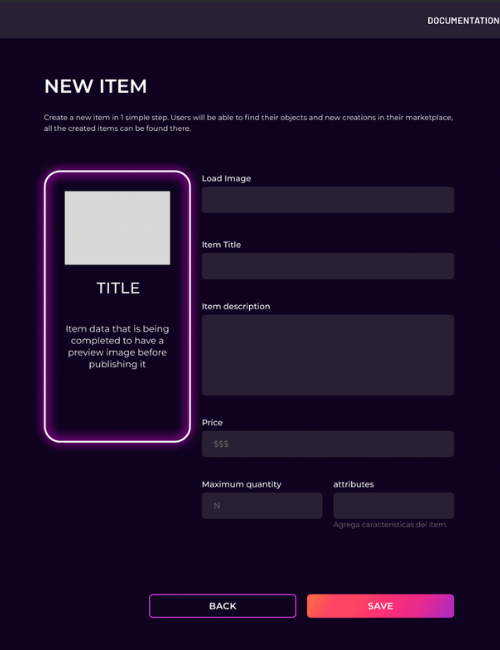 DOCUMENTATION
NEW ITEM
Create a new item in 1 simple step. Users will be able to find their objects and new creations in their marketplace,
all the created items can be found there.
Load Image
TITLE
Item data that is being
completed to have a
preview image before
publishing it
Item Title
Item description
Price
$$$
Maximum quantity
N
attributes
Agrega caracteristicas del item.
BACK
SAVE